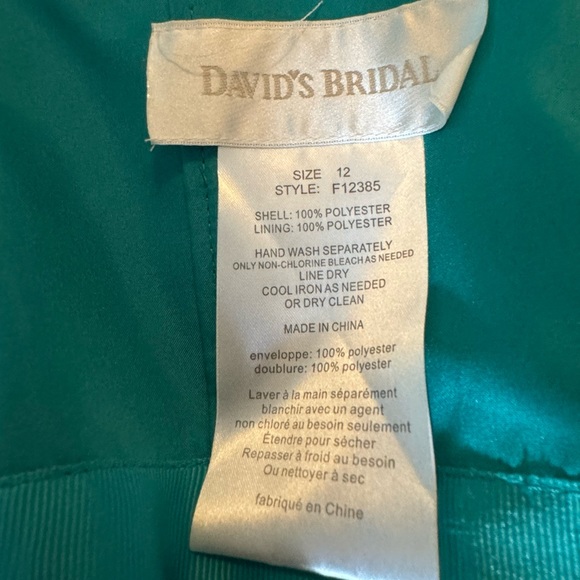 DAVID'S BRIDAL
SIZE 12
STYLE: F12385
SHELL: 100% POLYESTER
LINING: 100% POLYESTER
HAND WASH SEPARATELY
ONLY NON-CHLORINE BLEACH AS NEEDED
LINE DRY
COOL IRON AS NEEDED
OR DRY CLEAN
MADE IN CHINA
enveloppe: 100% polyester
doublure: 100% polyester
Laver à la main séparément
blanchir avec un agent
non chloré au besoin seulement
Étendre pour sécher
Repasser à froid au besoin
Ou nettoyer à sec
fabriqué en Chine